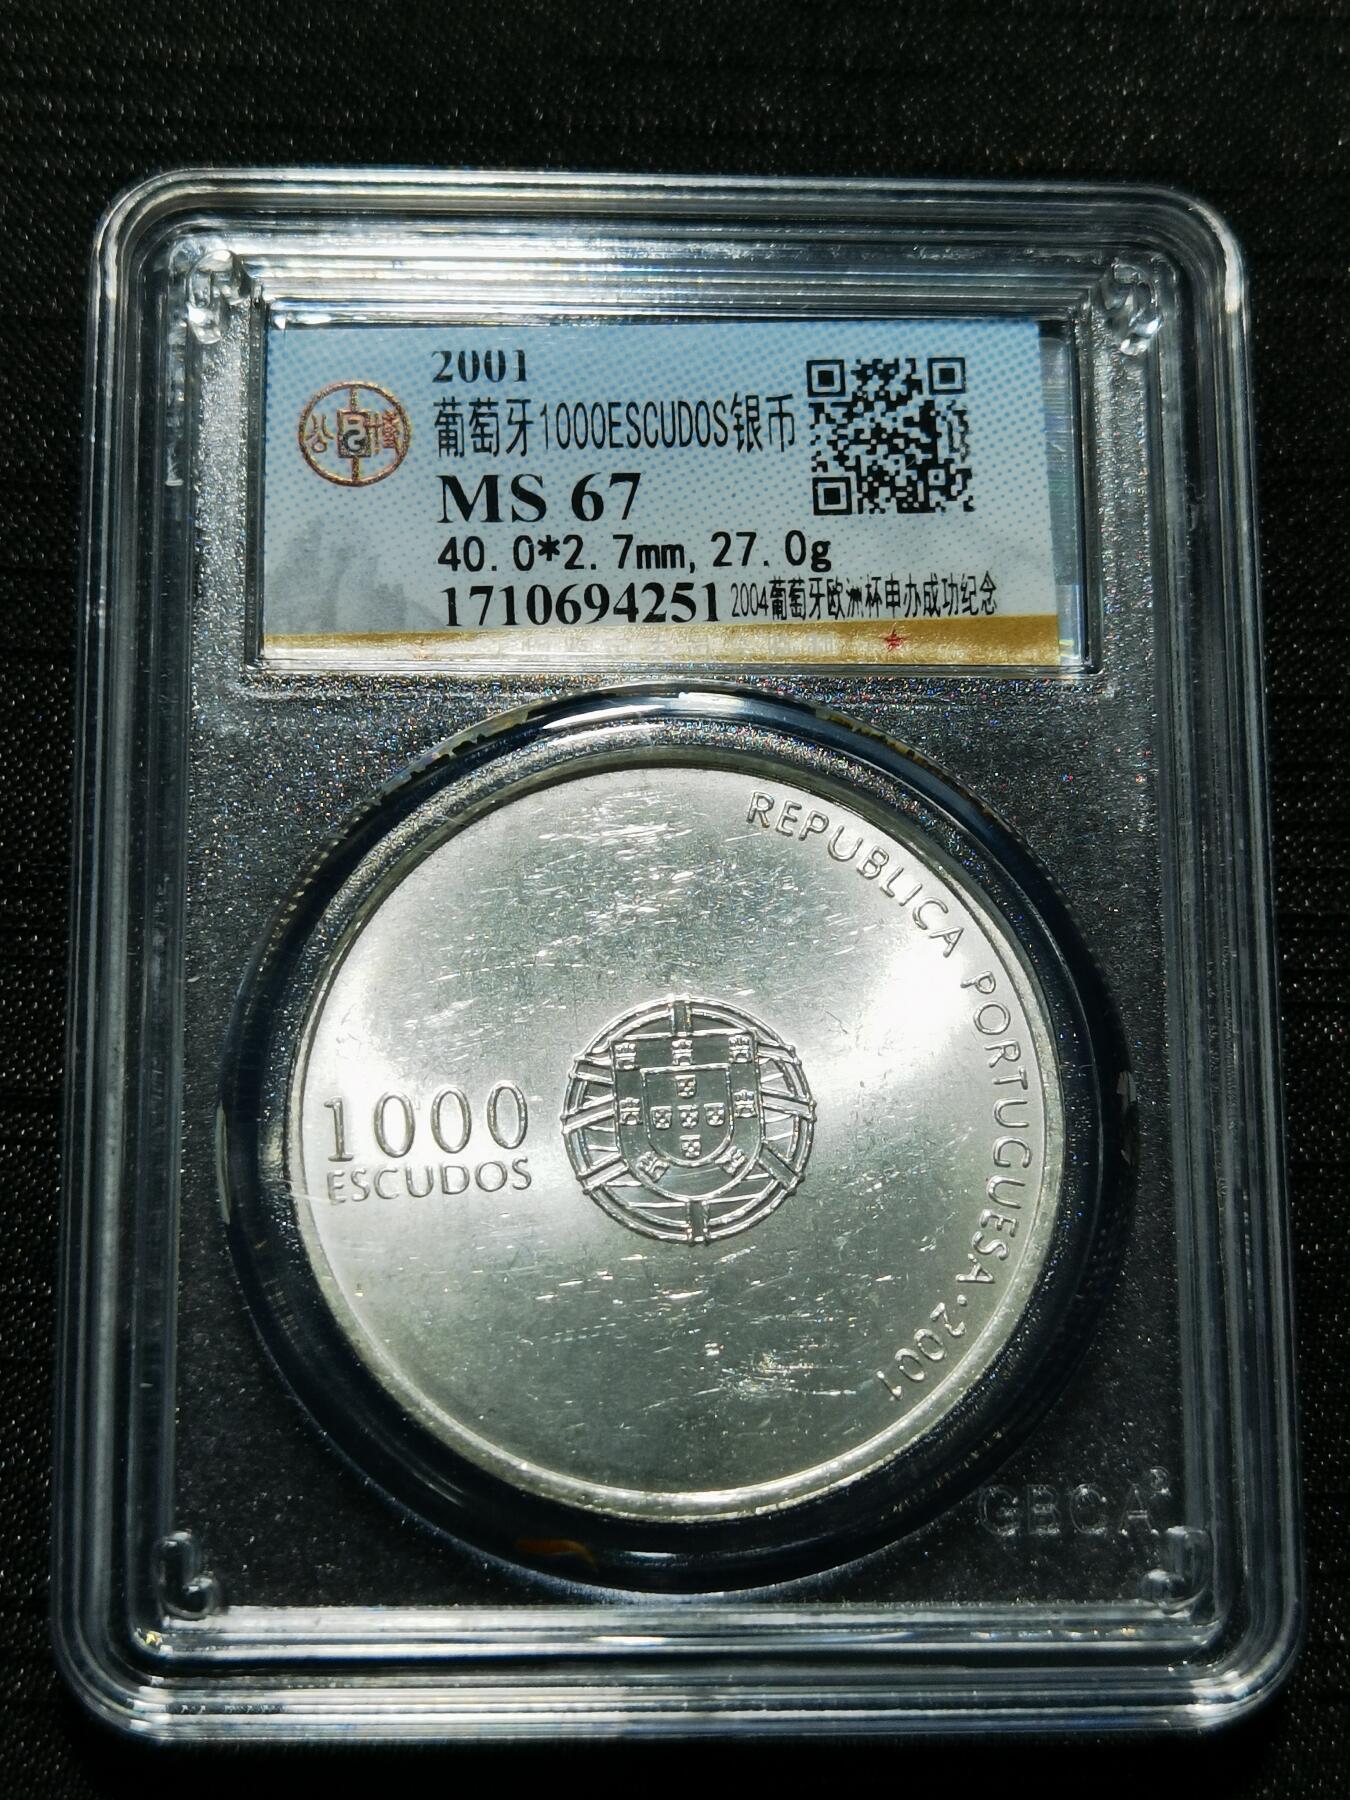 2001
葡萄牙1000ESCUDOS银币
MS 67
40.0*2.7mm,27.0g
1710694251 2004葡萄牙欧洲杯申办成功纪念
公博
REPUBLICA PORTUGUESA·2001
1000
ESCUDOS
GBCA